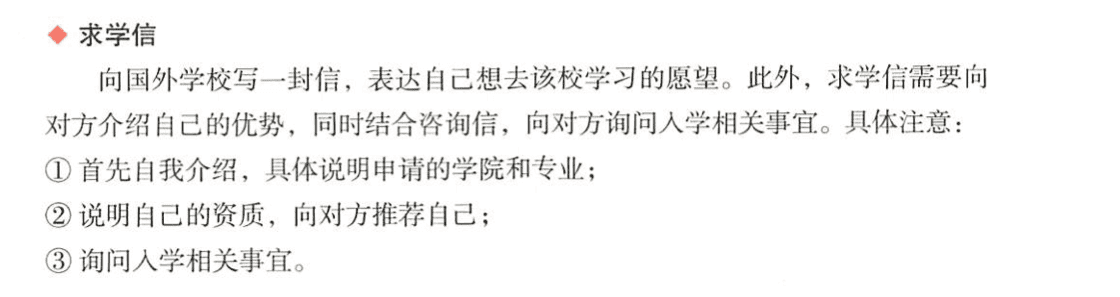 ◆ 求学信
向国外学校写一封信，表达自己想去该校学习的愿望。此外，求学信需要向
对方介绍自己的优势，同时结合咨询信，向对方询问入学相关事宜。具体注意：
① 首先自我介绍，具体说明申请的学院和专业；
② 说明自己的资质，向对方推荐自己；
③ 询问入学相关事宜。